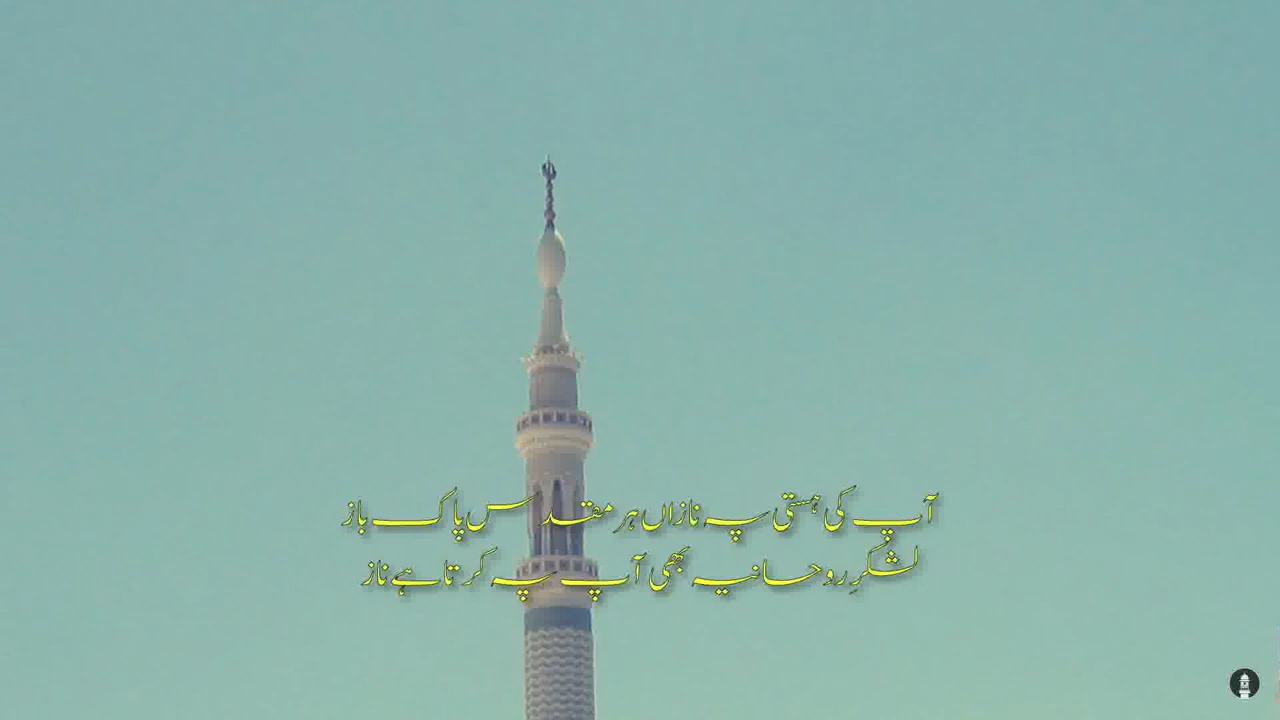 آپ کی ہستی پہ نازاں ہر مقدس پاک باز
لشکرِ روحانیہ بھی آپ پہ کرتا ہے ناز